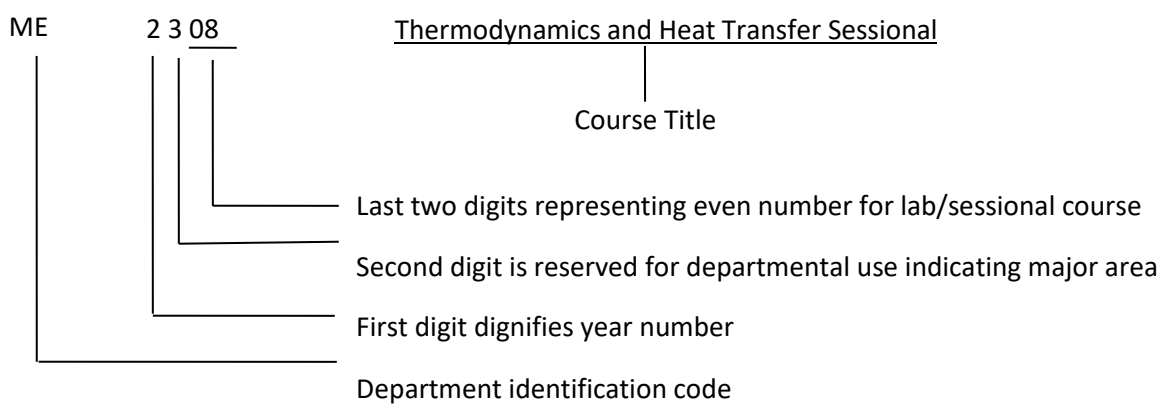 ME 2 3 08 Thermodynamics and Heat Transfer Sessional
Course Title
Last two digits representing even number for lab/sessional course
Second digit is reserved for departmental use indicating major area
First digit dignifies year number
Department identification code